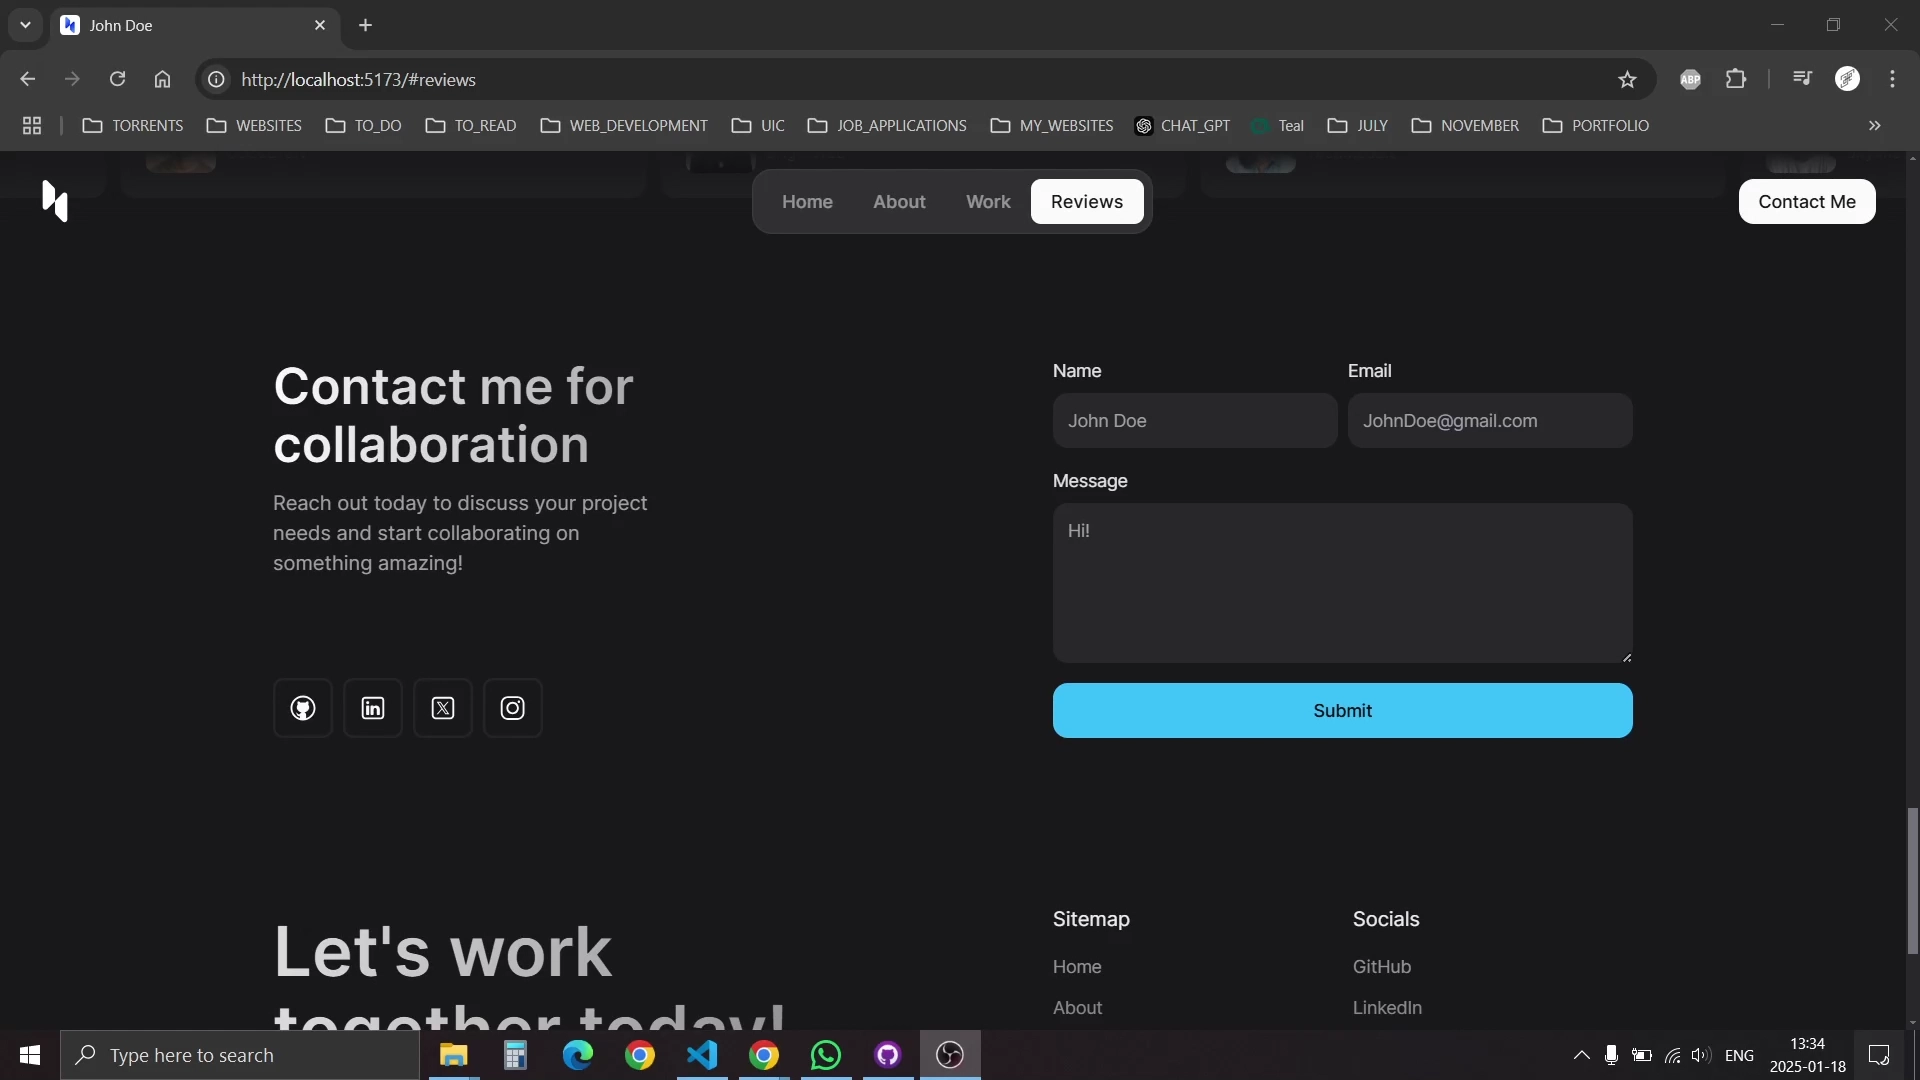 John Doe
http://localhost:5173/#reviews
ABP
TORRENTS WEBSITES TO_DO TO_READ WEB_DEVELOPMENT UIC JOB_APPLICATIONS MY_WEBSITES CHAT_GPT Teal JULY NOVEMBER PORTFOLIO
Home About Work Reviews
Contact Me
Contact me for
collaboration
Reach out today to discuss your project
needs and start collaborating on
something amazing!
Name Email
John Doe JohnDoe@gmail.com
Message
Hi!
Submit
Let's work
together today!
Sitemap Socials
Home GitHub
About LinkedIn
Type here to search
ENG
13:34
2025-01-18